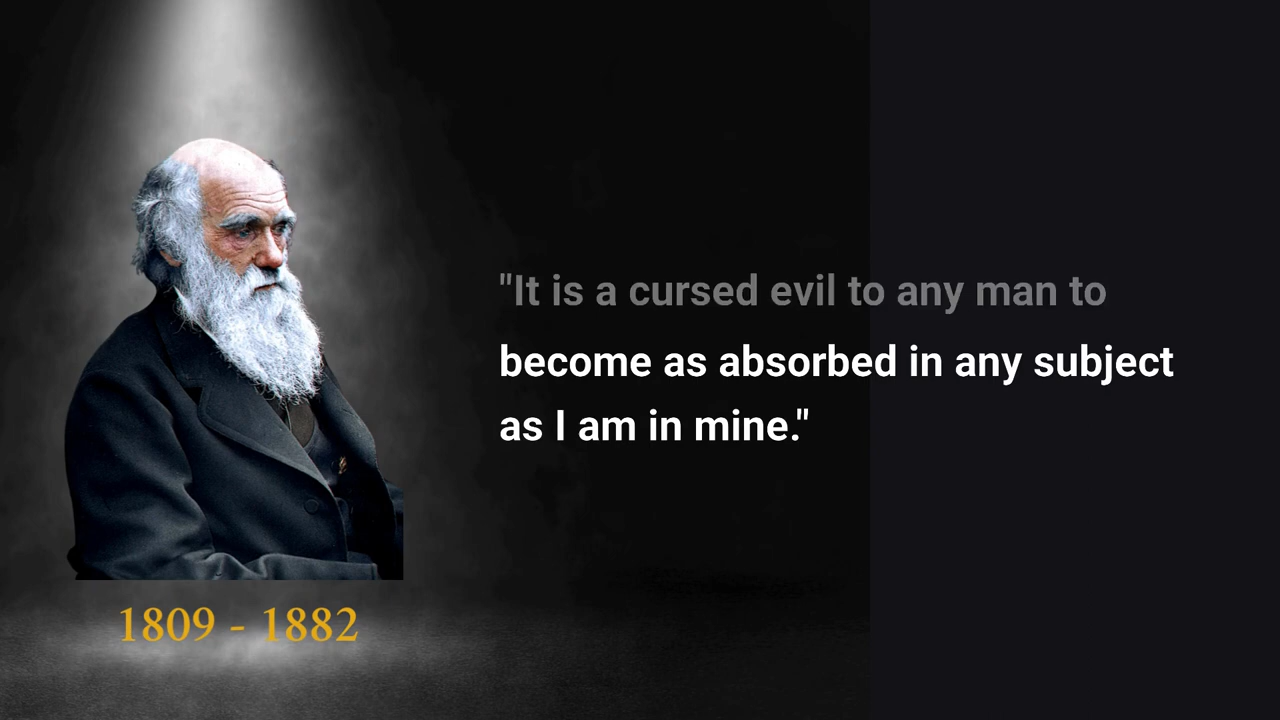 "It is a cursed evil to any man to
become as absorbed in any subject
as I am in mine."
1809 - 1882